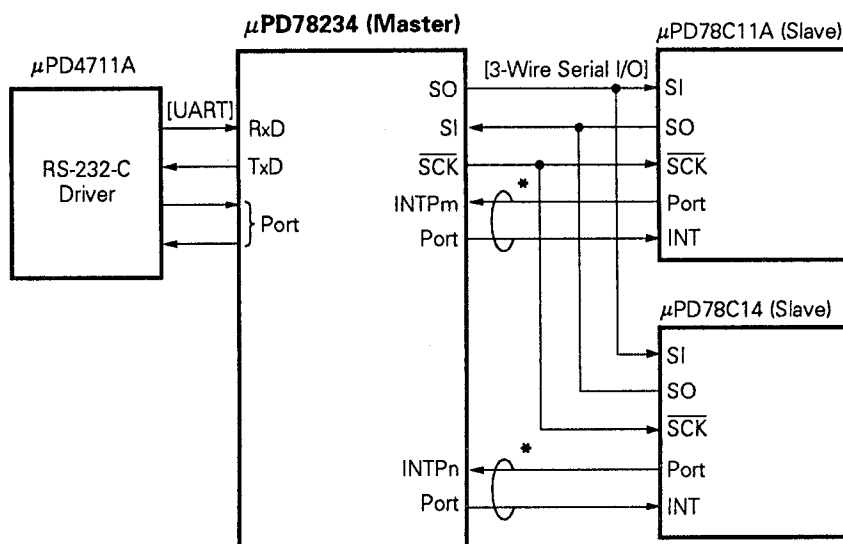 μPD78234 (Master)
μPD78C11A (Slave)
μPD4711A
[3-Wire Serial I/O]
SO
SI
[UART]
RxD
SI
SO
RS-232-C
Driver
TxD
SCK
SCK
*
INTPm
Port
Port
Port
INT
μPD78C14 (Slave)
SI
SO
SCK
*
INTPn
Port
Port
INT